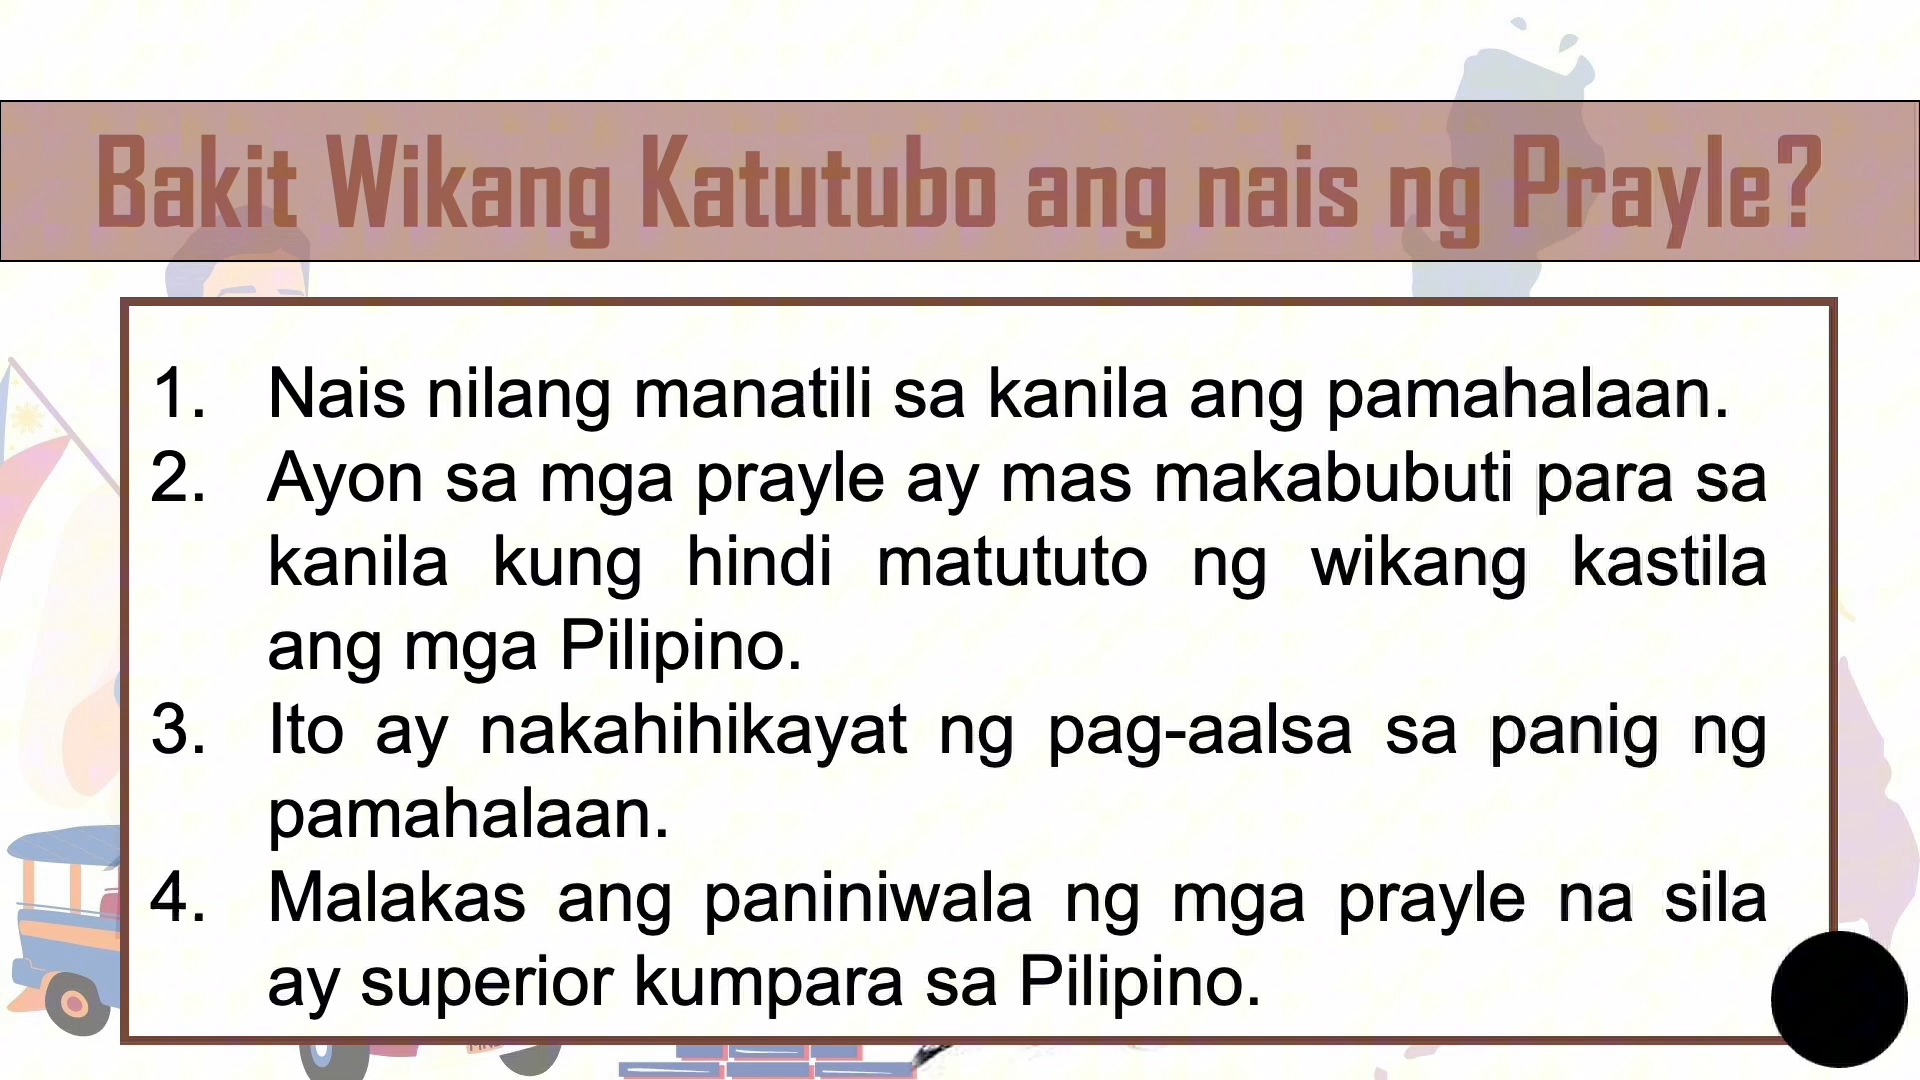 Bakit Wikang Katutubo ang nais ng Prayle?
1. Nais nilang manatili sa kanila ang pamahalaan.
2. Ayon sa mga prayle ay mas makabubuti para sa
kanila kung hindi matututo ng wikang kastila
ang mga Pilipino.
3. Ito ay nakahihikayat ng pag-aalsa sa panig ng
pamahalaan.
4. Malakas ang paniniwala ng mga prayle na sila
ay superior kumpara sa Pilipino.